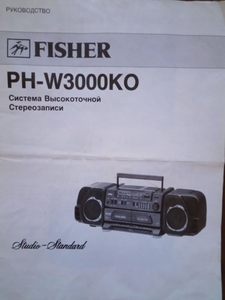 РУКОВОДСТВО
FISHER
PH-W3000KO
Система Высокоточной
Стереозаписи
Studio-Standard